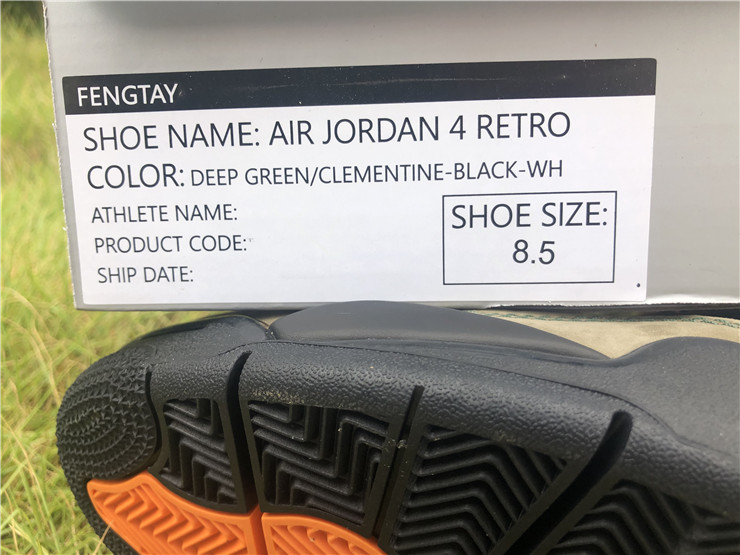 FENGTAY
SHOE NAME: AIR JORDAN 4 RETRO
COLOR: DEEP GREEN/CLEMENTINE-BLACK-WH
ATHLETE NAME:
PRODUCT CODE:
SHIP DATE:
SHOE SIZE:
8.5